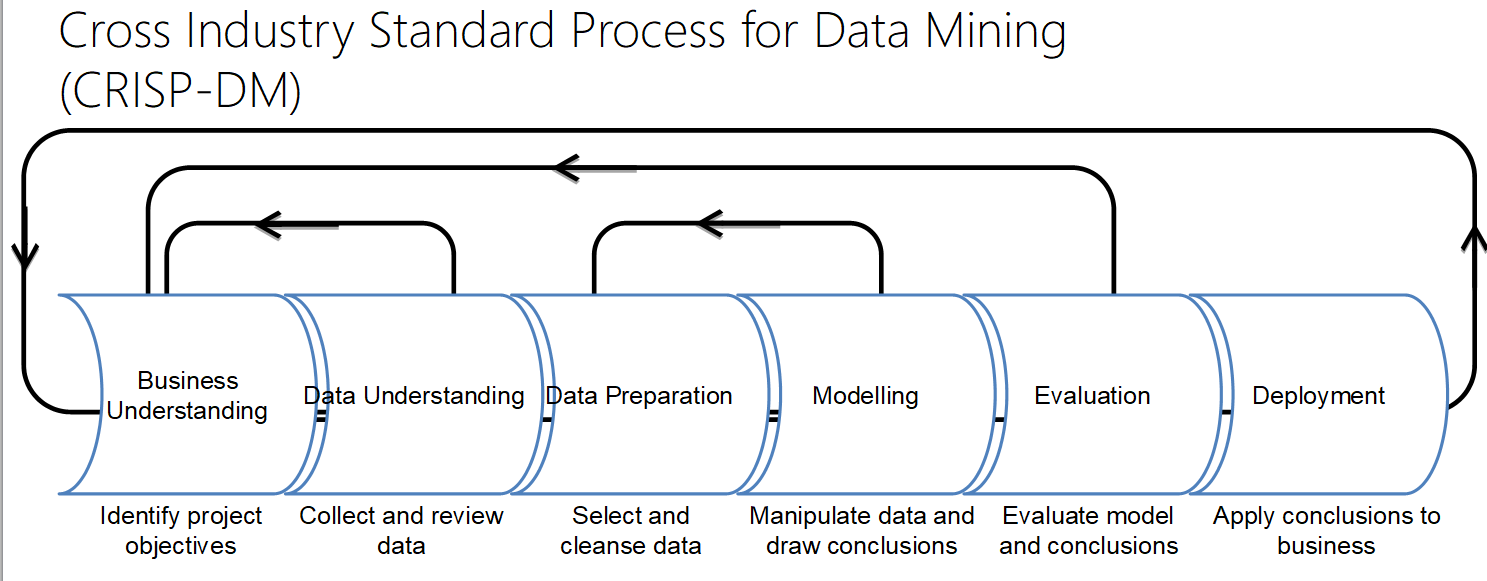 Cross Industry Standard Process for Data Mining
(CRISP-DM)
Business
Understanding
Data Understanding
Data Preparation
Modelling
Evaluation
Deployment
Identify project
objectives
Collect and review
data
Select and
cleanse data
Manipulate data and
draw conclusions
Evaluate model
and conclusions
Apply conclusions to
business